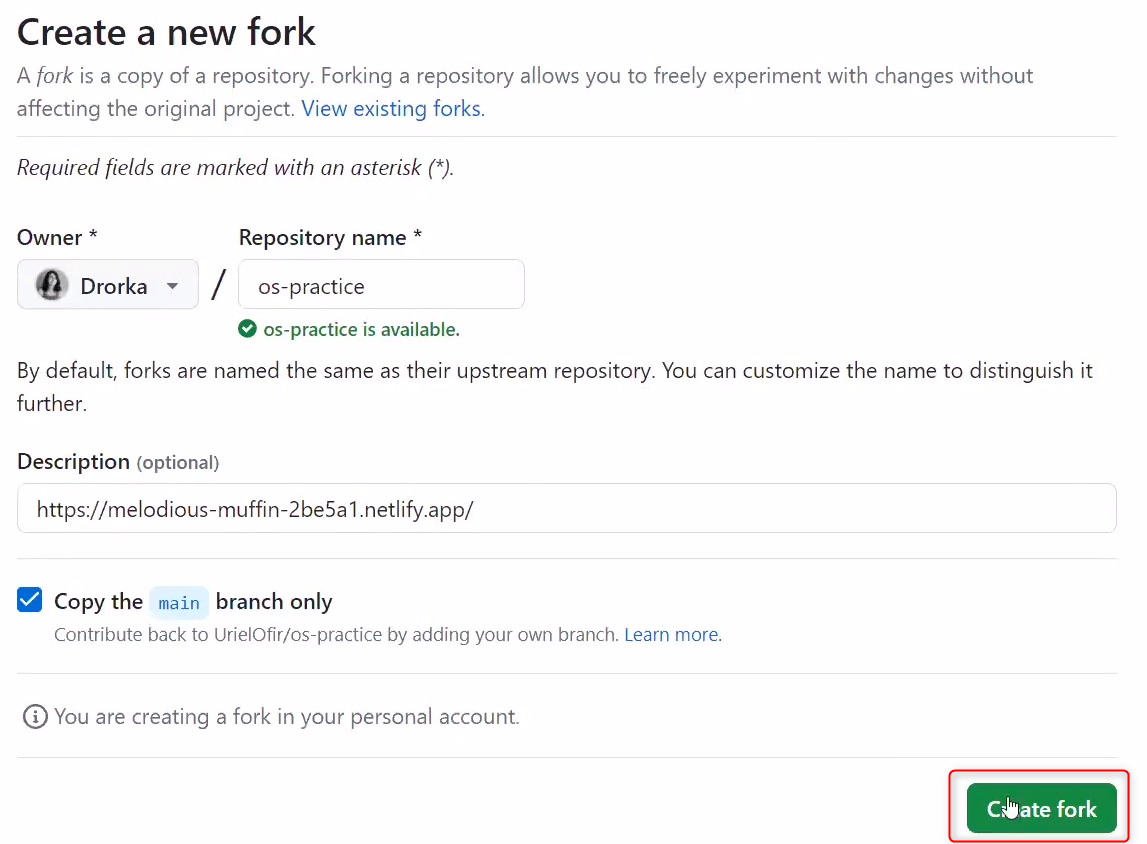 Create a new fork
A fork is a copy of a repository. Forking a repository allows you to freely experiment with changes without
affecting the original project. View existing forks.
Required fields are marked with an asterisk (*).
Owner * Repository name *
Drorka / os-practice
os-practice is available.
By default, forks are named the same as their upstream repository. You can customize the name to distinguish it
further.
Description (optional)
https://melodious-muffin-2be5a1.netlify.app/
Copy the main branch only
Contribute back to UrielOfir/os-practice by adding your own branch. Learn more.
You are creating a fork in your personal account.
Create fork